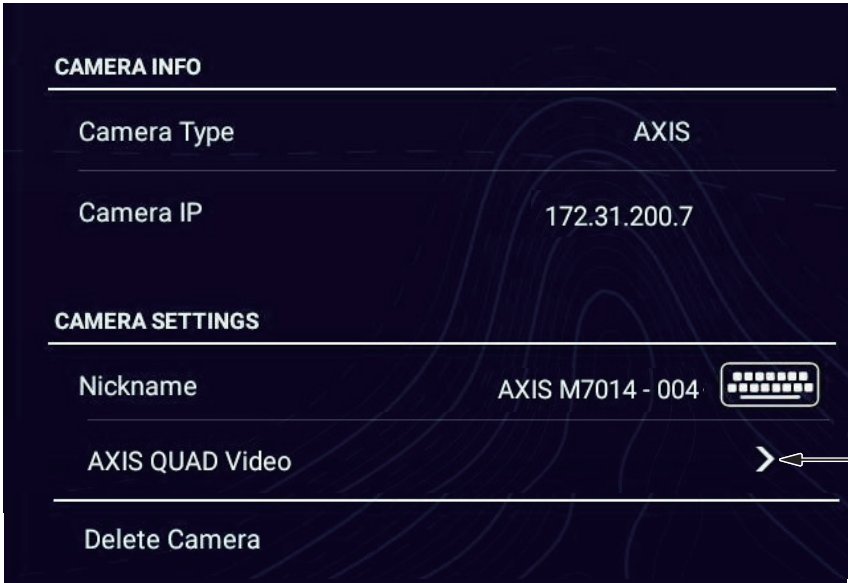 CAMERA INFO
Camera Type AXIS
Camera IP 172.31.200.7
CAMERA SETTINGS
Nickname AXIS M7014 - 004
AXIS QUAD Video
Delete Camera